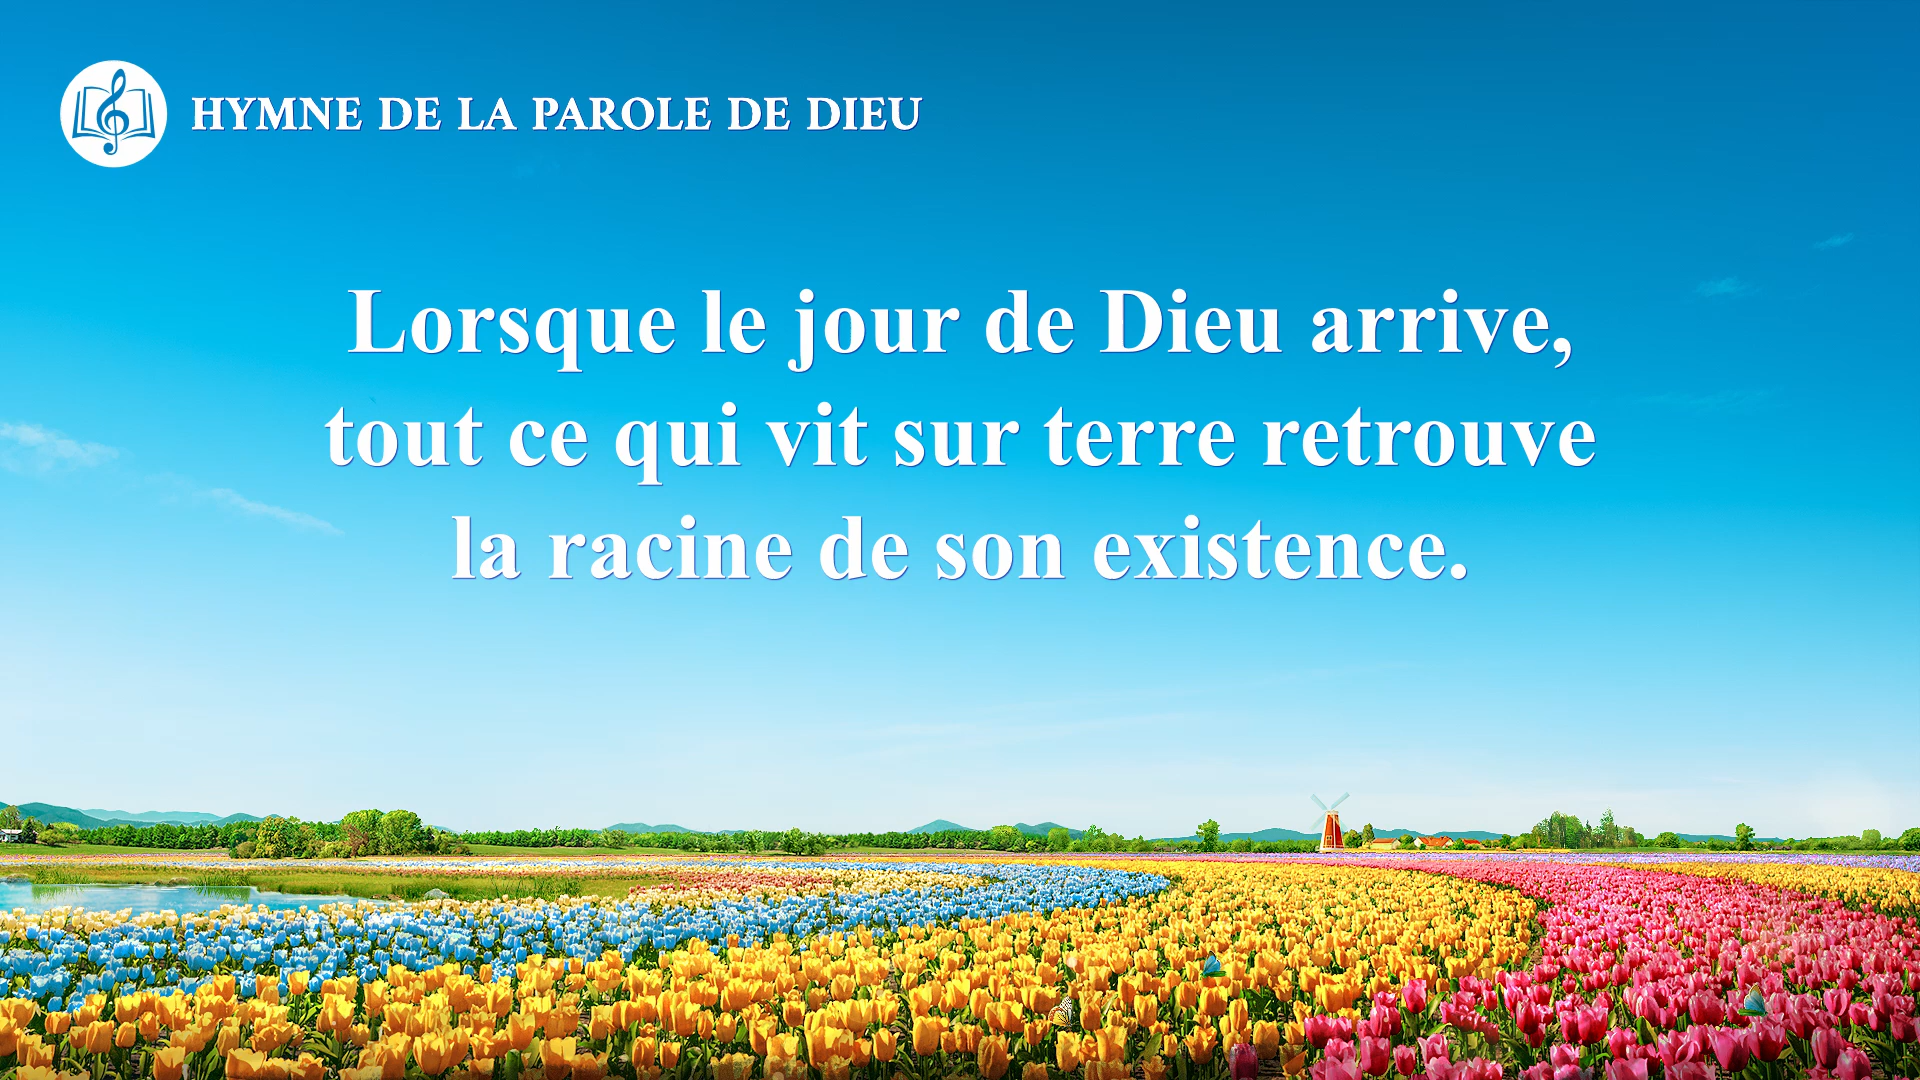 HYMNE DE LA PAROLE DE DIEU
Lorsque le jour de Dieu arrive,
tout ce qui vit sur terre retrouve
la racine de son existence.